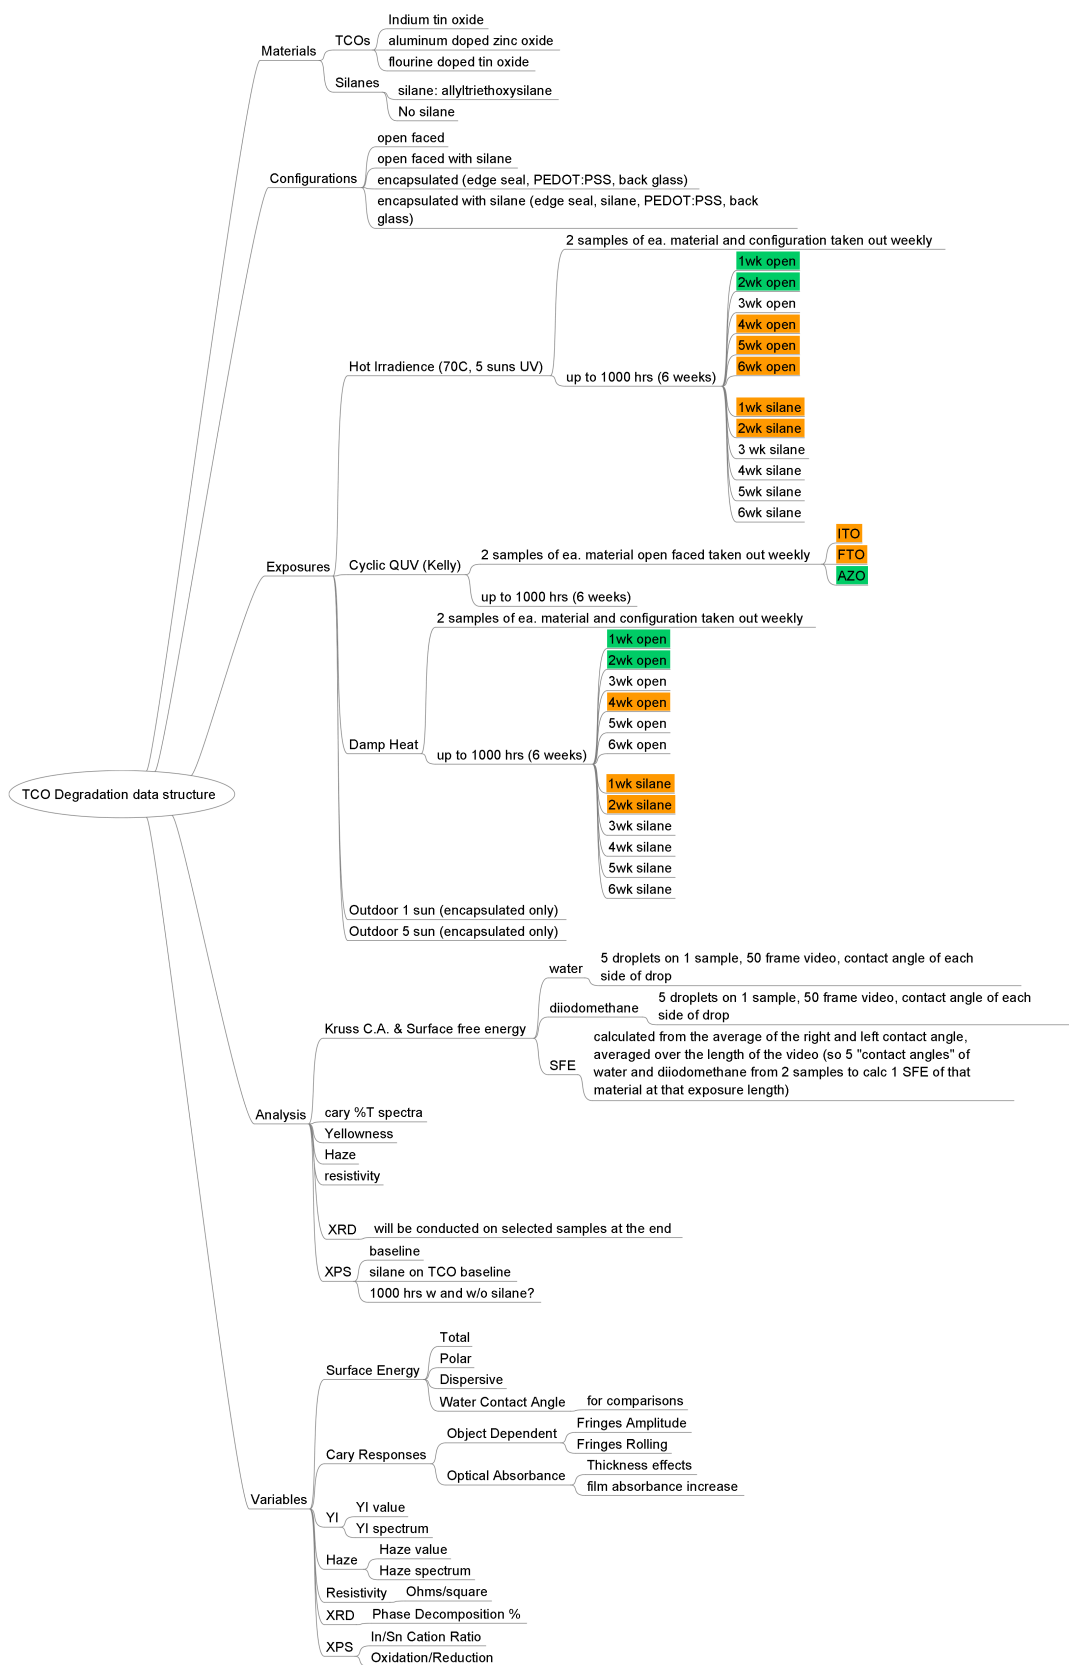 Indium tin oxide
TCOs
aluminum doped zinc oxide
Materials
flourine doped tin oxide
Silanes
silane: allyltriethoxysilane
No silane
open faced
open faced with silane
Configurations
encapsulated (edge seal, PEDOT:PSS, back glass)
encapsulated with silane (edge seal, silane, PEDOT:PSS, back
glass)
2 samples of ea. material and configuration taken out weekly
1wk open
2wk open
3wk open
4wk open
5wk open
6wk open
Hot Irradience (70C, 5 suns UV)
up to 1000 hrs (6 weeks)
1wk silane
2wk silane
3 wk silane
4wk silane
5wk silane
6wk silane
ITO
FTO
AZO
2 samples of ea. material open faced taken out weekly
Cyclic QUV (Kelly)
Exposures
up to 1000 hrs (6 weeks)
2 samples of ea. material and configuration taken out weekly
1wk open
2wk open
3wk open
4wk open
5wk open
6wk open
Damp Heat
up to 1000 hrs (6 weeks)
1wk silane
2wk silane
3wk silane
4wk silane
5wk silane
6wk silane
TCO Degradation data structure
Outdoor 1 sun (encapsulated only)
Outdoor 5 sun (encapsulated only)
water
5 droplets on 1 sample, 50 frame video, contact angle of each
side of drop
diiodomethane
5 droplets on 1 sample, 50 frame video, contact angle of each
side of drop
Kruss C.A. & Surface free energy
SFE
calculated from the average of the right and left contact angle,
averaged over the length of the video (so 5 "contact angles" of
water and diiodomethane from 2 samples to calc 1 SFE of that
material at that exposure length)
Analysis
cary %T spectra
Yellowness
Haze
resistivity
XRD
will be conducted on selected samples at the end
XPS
baseline
silane on TCO baseline
1000 hrs w and w/o silane?
Total
Polar
Surface Energy
Dispersive
Water Contact Angle
for comparisons
Object Dependent
Fringes Amplitude
Fringes Rolling
Cary Responses
Optical Absorbance
Thickness effects
film absorbance increase
Variables
YI
YI value
YI spectrum
Haze
Haze value
Haze spectrum
Resistivity
Ohms/square
XRD
Phase Decomposition %
XPS
In/Sn Cation Ratio
Oxidation/Reduction